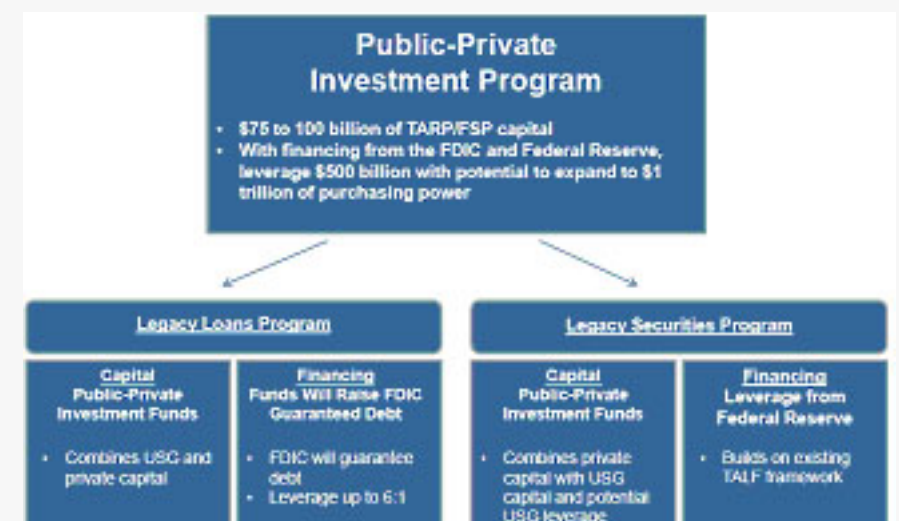 Public-Private
Investment Program
• $75 to 100 billion of TARP/FSP capital
• With financing from the FDIC and Federal Reserve,
leverage $500 billion with potential to expand to $1
trillion of purchasing power
Legacy Loans Program
Legacy Securities Program
Capital
Public-Private
Investment Funds
• Combines USG and
private capital
Financing
Funds Will Raise FDIC
Guaranteed Debt
• FDIC will guarantee
debt
• Leverage up to 6:1
Capital
Public-Private
Investment Funds
• Combines private
capital with USG
capital and potential
USG leverage
Financing
Leverage from
Federal Reserve
• Builds on existing
TALF framework